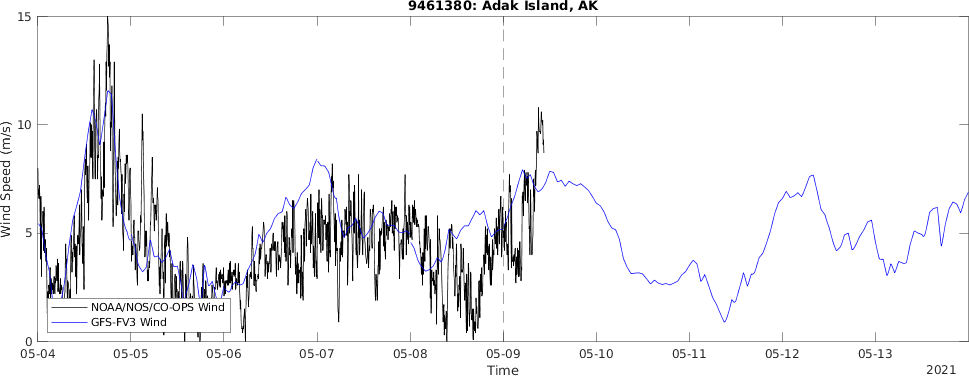 9461380: Adak Island, AK
Wind Speed (m/s)
15
10
5
0
NOAA/NOS/CO-OPS Wind
GFS-FV3 Wind
05-04 05-05 05-06 05-07 05-08 05-09 05-10 05-11 05-12 05-13
Time
2021